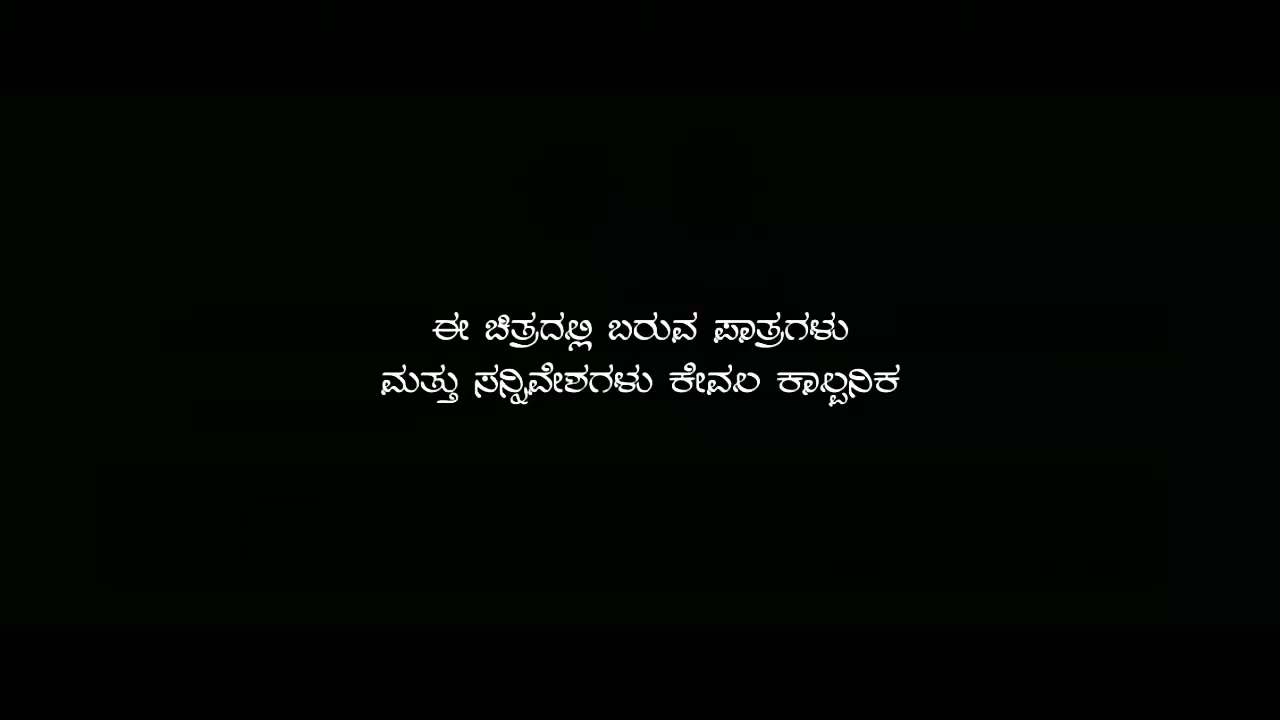 ಈ ಚಿತ್ರದಲ್ಲಿ ಬರುವ ಪಾತ್ರಗಳು
ಮತ್ತು ಸನ್ನಿವೇಶಗಳು ಕೇವಲ ಕಾಲ್ಪನಿಕ